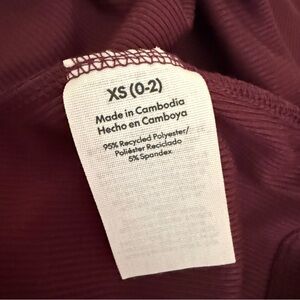 XS (0-2)
Made in Cambodia
Hecho en Camboya
95% Recycled Polyester/
Poliéster Reciclado
5% Spandex